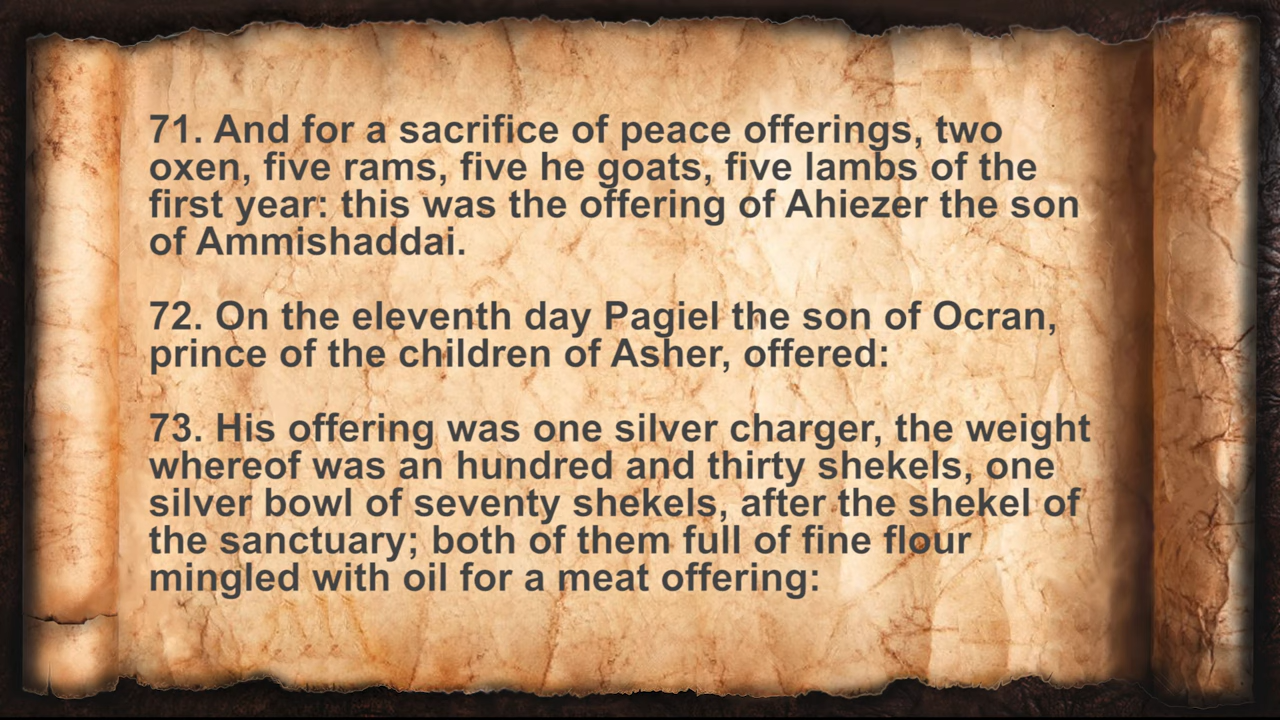 71. And for a sacrifice of peace offerings, two
oxen, five rams, five he goats, five lambs of the
first year: this was the offering of Ahiezer the son
of Ammishaddai.
72. On the eleventh day Pagiel the son of Ocran,
prince of the children of Asher, offered:
73. His offering was one silver charger, the weight
whereof was an hundred and thirty shekels, one
silver bowl of seventy shekels, after the shekel of
the sanctuary; both of them full of fine flour
mingled with oil for a meat offering: